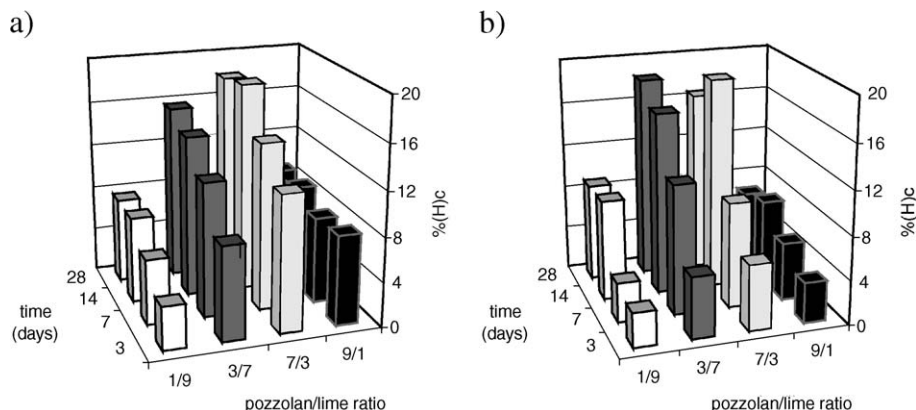 a)
20
16
12
8
4
0
%(H)c
28
14
7
3
time
(days)
1/9
3/7
7/3
9/1
pozzolan/lime ratio
b)
20
16
12
8
4
0
%(H)c
28
14
7
3
time
(days)
1/9
3/7
7/3
9/1
pozzolan/lime ratio